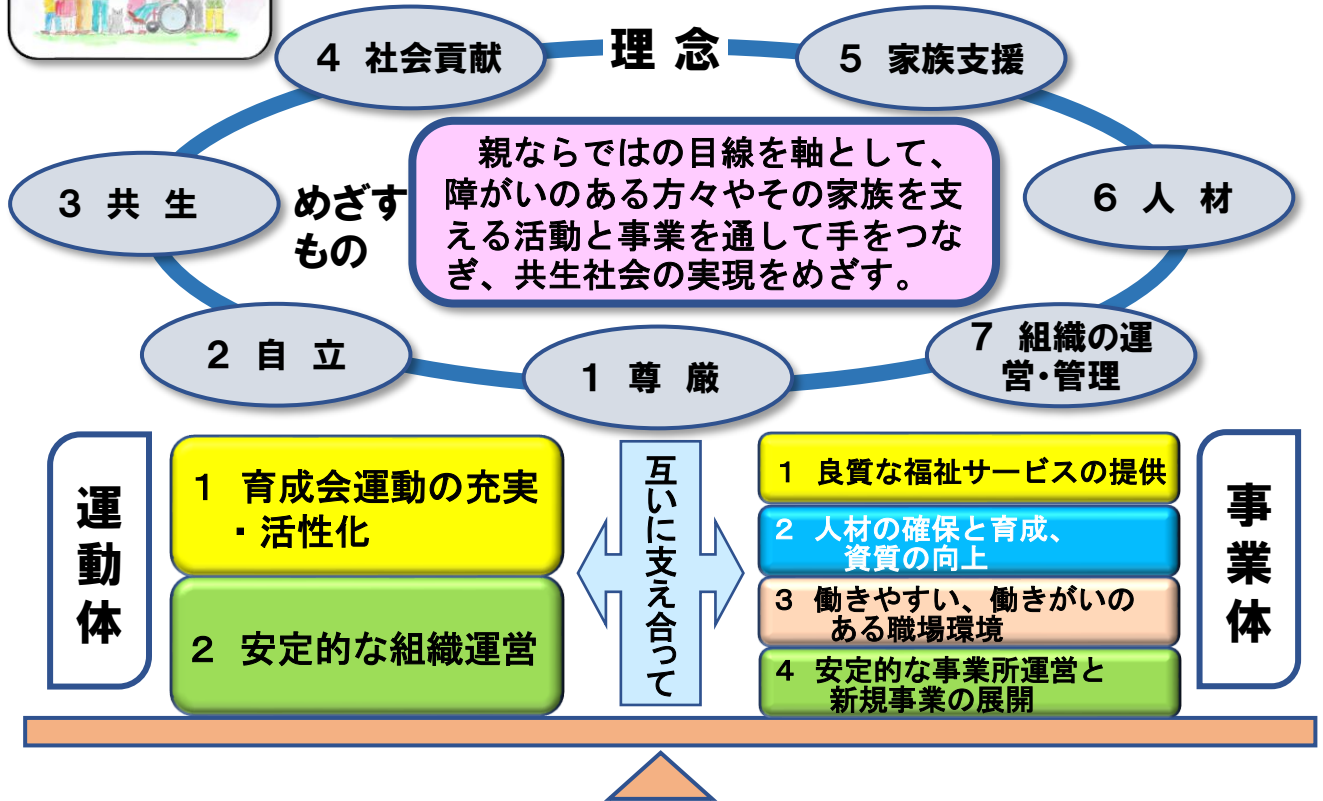 理 念
4 社会貢献
5 家族支援
3 共 生
6 人 材
めざす
もの
親ならではの目線を軸として、
障がいのある方々やその家族を支
える活動と事業を通して手をつな
ぎ、共生社会の実現をめざす。
2 自 立
1 尊 厳
7 組織の運
営・管理
運動体
1 育成会運動の充実
・活性化
2 安定的な組織運営
互いに支え合って
1 良質な福祉サービスの提供
2 人材の確保と育成、
資質の向上
3 働きやすい、働きがいの
ある職場環境
4 安定的な事業所運営と
新規事業の展開
事業体